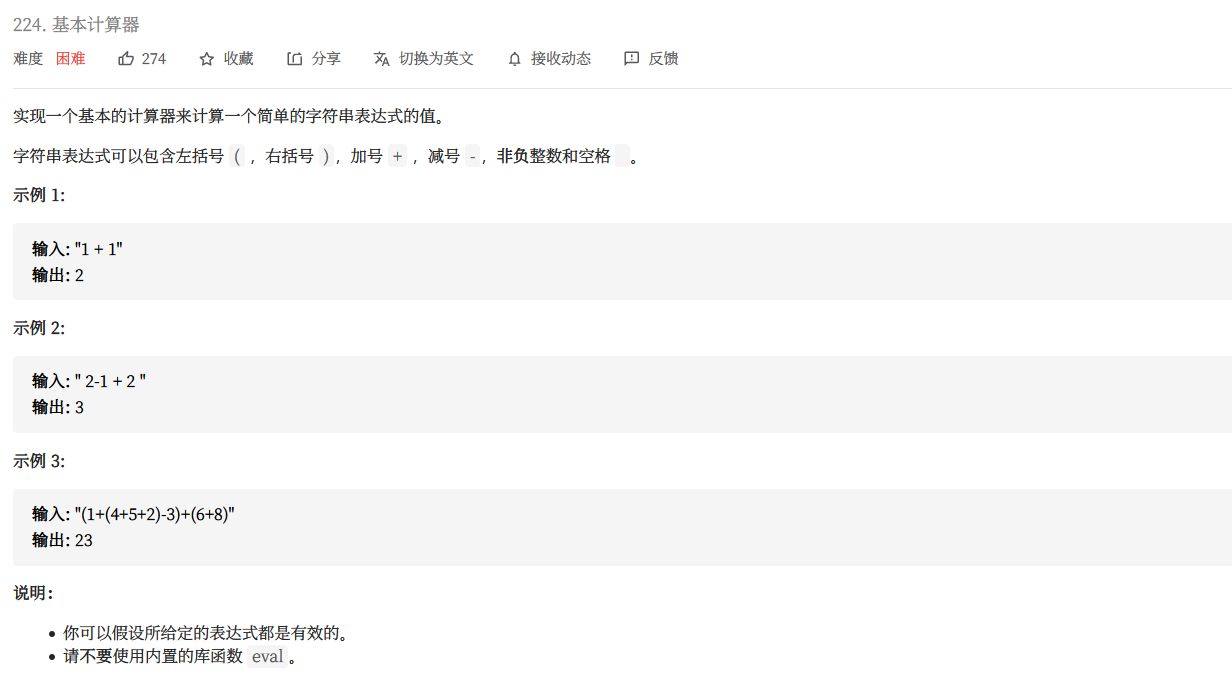 224. 基本计算器
难度 困难 274 收藏 分享 切换为英文 接收动态 反馈
实现一个基本的计算器来计算一个简单的字符串表达式的值。
字符串表达式可以包含左括号 ( ，右括号 )，加号 + ，减号 -，非负整数和空格 。
示例 1:
输入: "1 + 1"
输出: 2
示例 2:
输入: " 2-1 + 2 "
输出: 3
示例 3:
输入: "(1+(4+5+2)-3)+(6+8)"
输出: 23
说明：
• 你可以假设所给定的表达式都是有效的。
• 请不要使用内置的库函数 eval 。